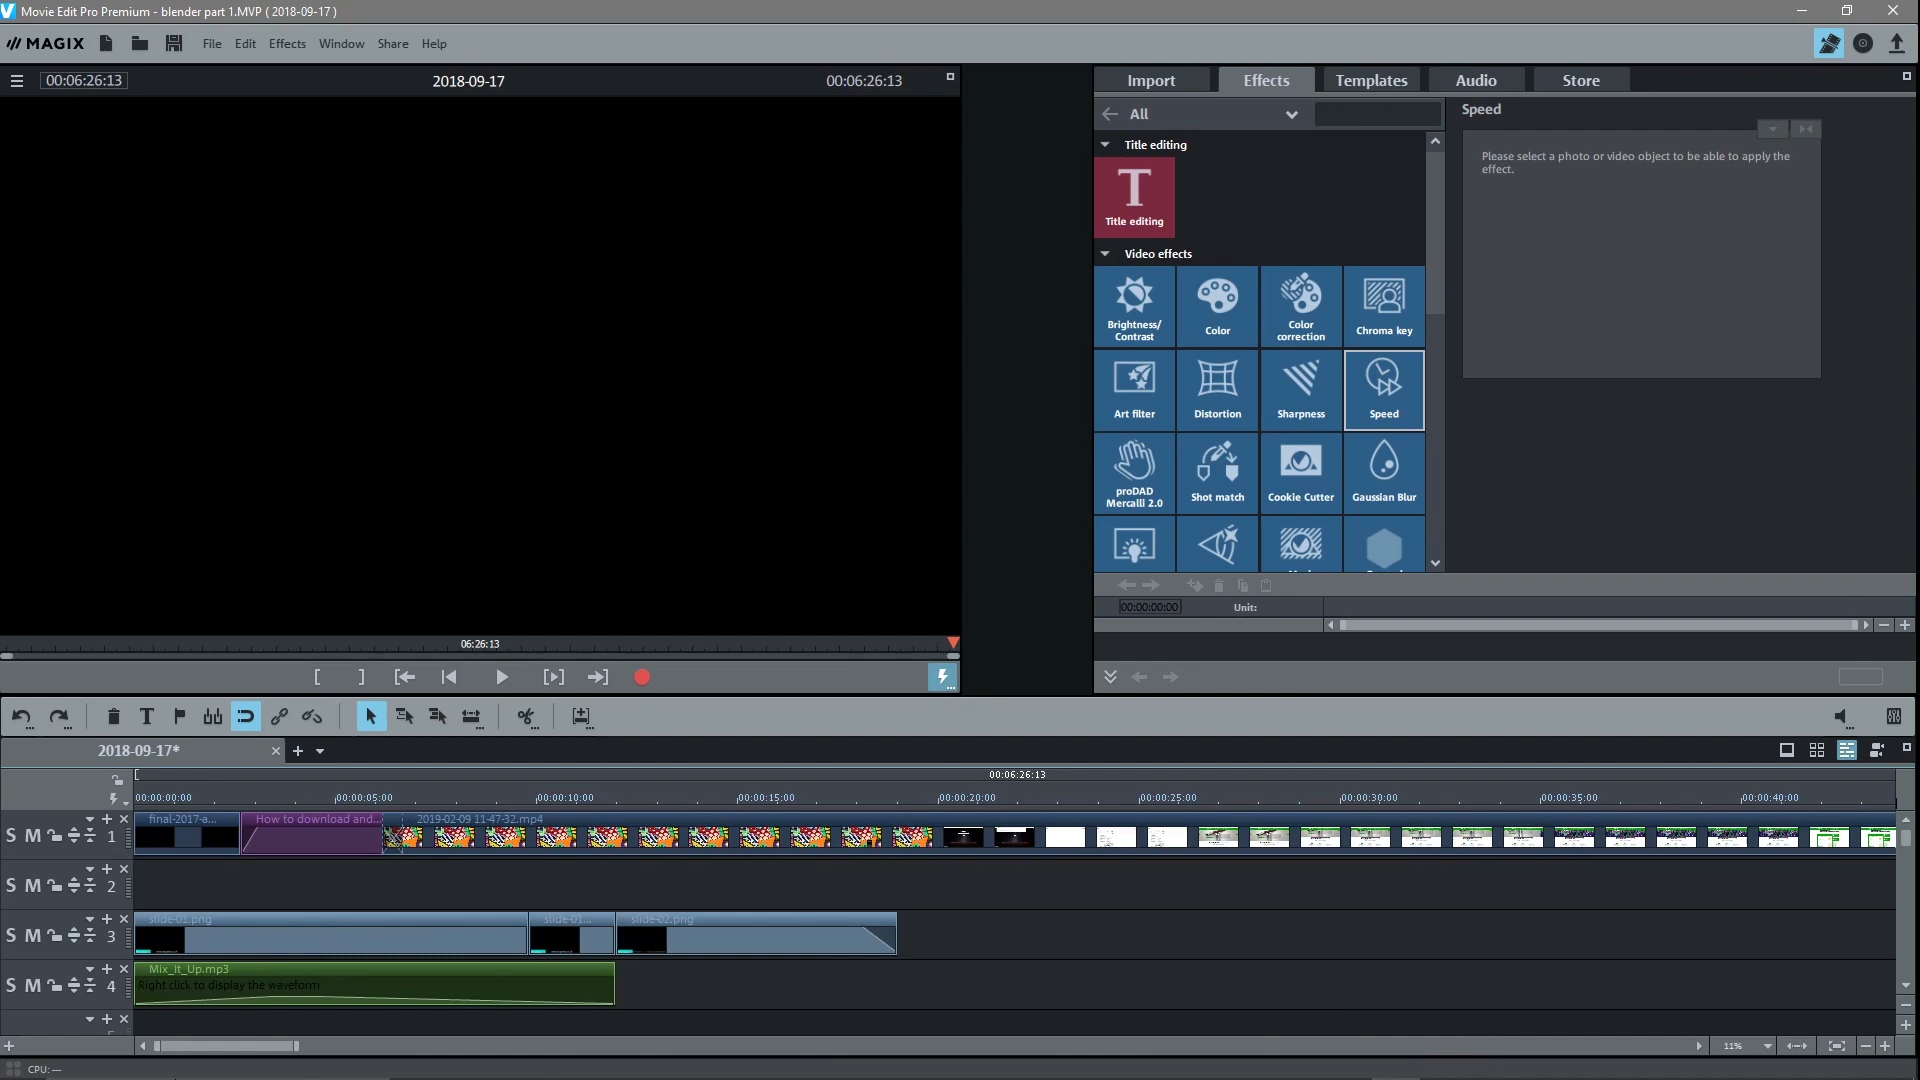 Movie Edit Pro Premium - blender part 1.MVP ( 2018-09-17 )
MAGIX File Edit Effects Window Share Help
00:06:26:13 2018-09-17 00:06:26:13
Import Effects Templates Audio Store
All
Speed
Title editing
Please select a photo or video object to be able to apply the
effect.
T
Title editing
Video effects
Brightness/
Contrast
Color
Color
correction
Chroma key
Art filter
Distortion
Sharpness
Speed
proDAD
Mercalli 2.0
Shot match
Cookie Cutter
Gaussian Blur
00:00:00:00 Unit:
06:26:13
2018-09-17*
00:06:26:13
00:00:00:00 00:00:05:00 00:00:10:00 00:00:15:00 00:00:20:00 00:00:25:00 00:00:30:00 00:00:35:00 00:00:40:00
final-2017-a... How to download and... 2019-02-09 11-47-32.mp4
S M 1
S M 2
slide-01.png slide-01... slide-02.png
S M 3
Mix_It_Up.mp3
Right click to display the waveform
S M 4
11%
CPU: —